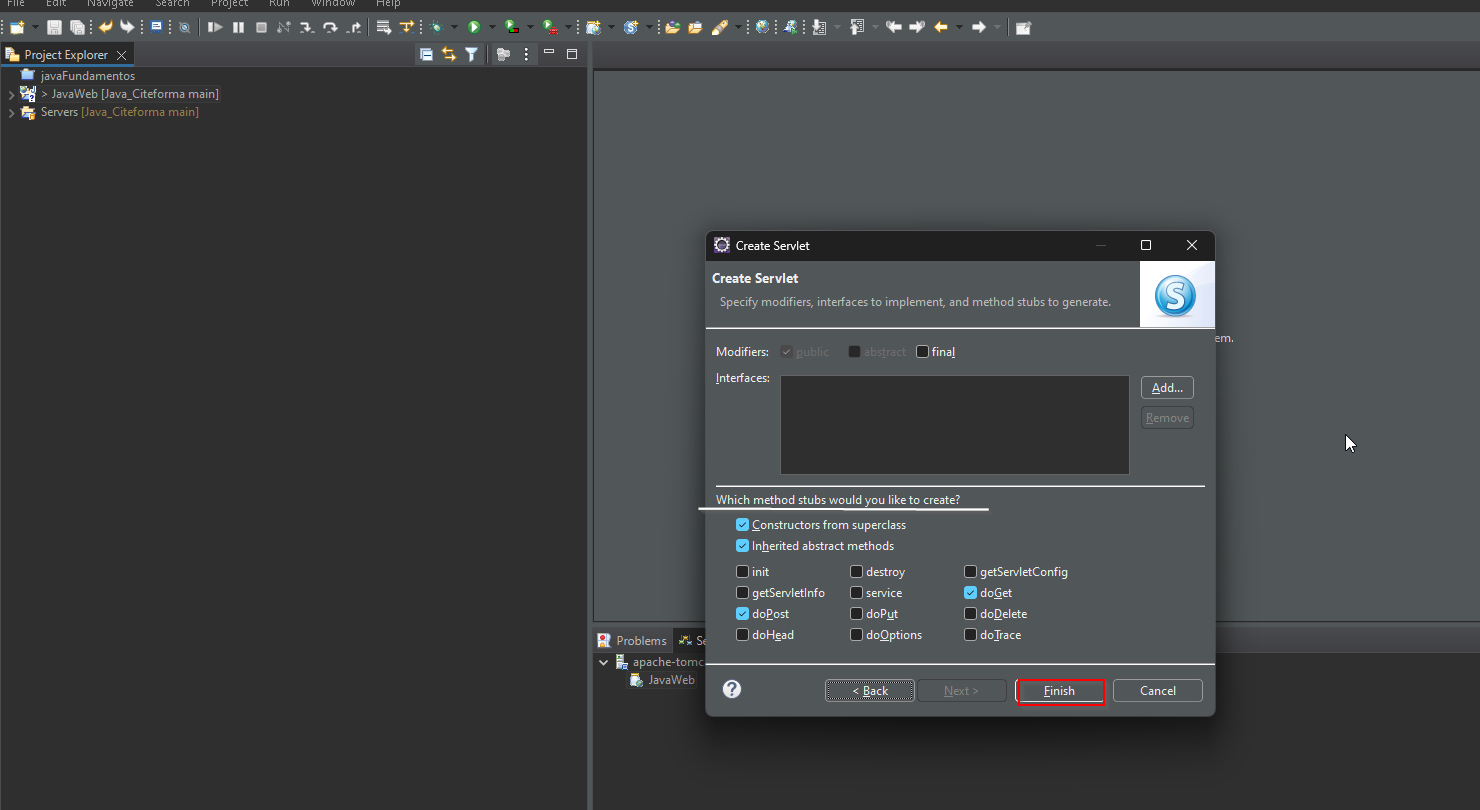 File Edit Navigate Search Project Run Window Help
Project Explorer
javaFundamentos
> JavaWeb [Java_Citeforma main]
Servers [Java_Citeforma main]
em.
Create Servlet
Create Servlet
Specify modifiers, interfaces to implement, and method stubs to generate.
S
Modifiers: public abstract final
Interfaces:
Add...
Remove
Which method stubs would you like to create?
Constructors from superclass
Inherited abstract methods
init destroy getServletConfig
getServletInfo service doGet
doPost doPut doDelete
doHead doOptions doTrace
? < Back Next > Finish Cancel
Problems Se
apache-tomc
JavaWeb